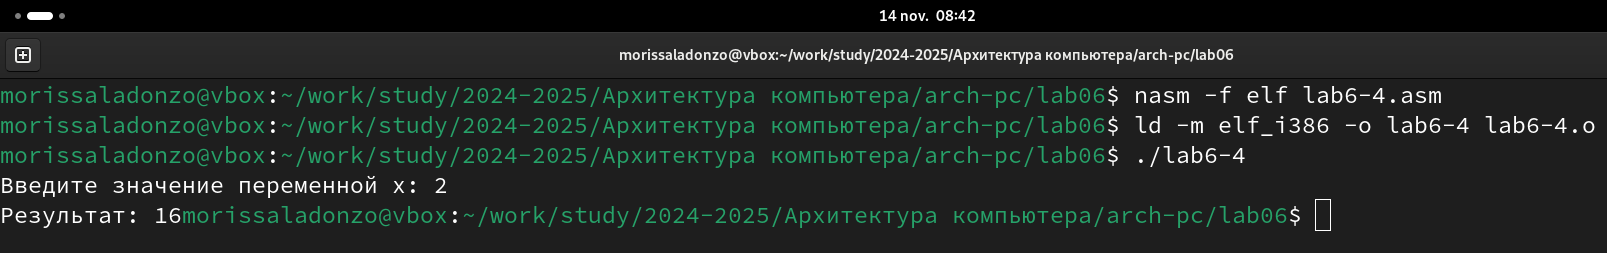 14 nov. 08:42
morissaladonzo@vbox:~/work/study/2024-2025/Архитектура компьютера/arch-pc/lab06
morissaladonzo@vbox:~/work/study/2024-2025/Архитектура компьютера/arch-pc/lab06$ nasm -f elf lab6-4.asm
morissaladonzo@vbox:~/work/study/2024-2025/Архитектура компьютера/arch-pc/lab06$ ld -m elf_i386 -o lab6-4 lab6-4.o
morissaladonzo@vbox:~/work/study/2024-2025/Архитектура компьютера/arch-pc/lab06$ ./lab6-4
Введите значение переменной x: 2
Результат: 16morissaladonzo@vbox:~/work/study/2024-2025/Архитектура компьютера/arch-pc/lab06$